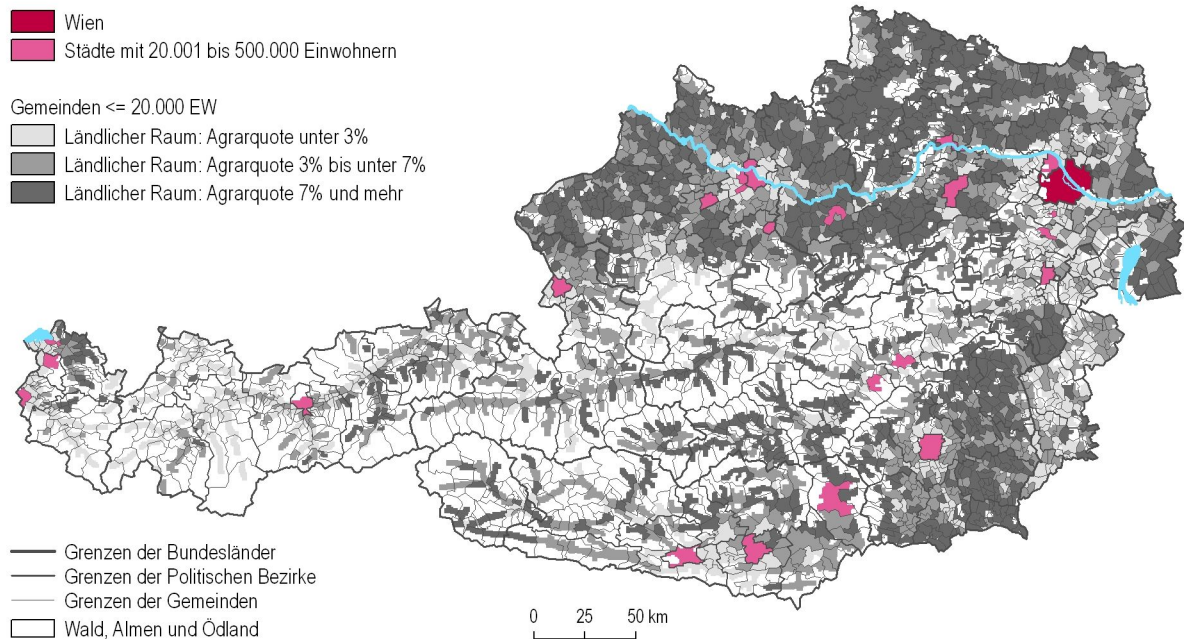 Wien
Städte mit 20.001 bis 500.000 Einwohnern
Gemeinden <= 20.000 EW
Ländlicher Raum: Agrarquote unter 3%
Ländlicher Raum: Agrarquote 3% bis unter 7%
Ländlicher Raum: Agrarquote 7% und mehr
Grenzen der Bundesländer
Grenzen der Politischen Bezirke
Grenzen der Gemeinden
Wald, Almen und Ödland
0 25 50 km